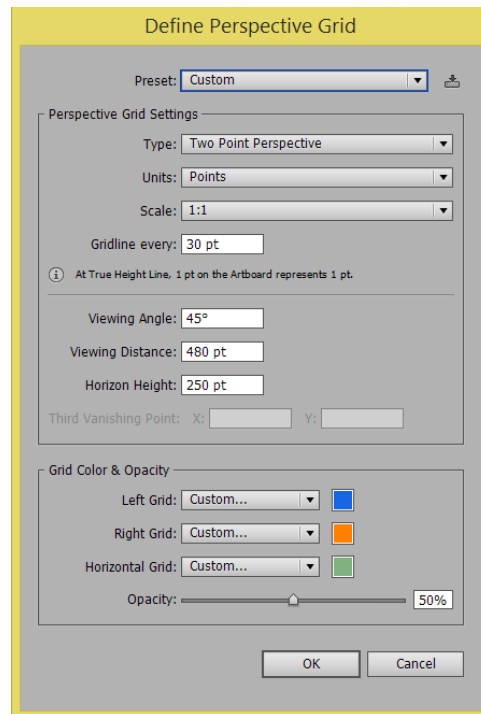 Define Perspective Grid
Preset: Custom
Perspective Grid Settings
Type: Two Point Perspective
Units: Points
Scale: 1:1
Gridline every: 30 pt
At True Height Line, 1 pt on the Artboard represents 1 pt.
Viewing Angle: 45°
Viewing Distance: 480 pt
Horizon Height: 250 pt
Third Vanishing Point: X: Y:
Grid Color & Opacity
Left Grid: Custom...
Right Grid: Custom...
Horizontal Grid: Custom...
Opacity: 50%
OK Cancel